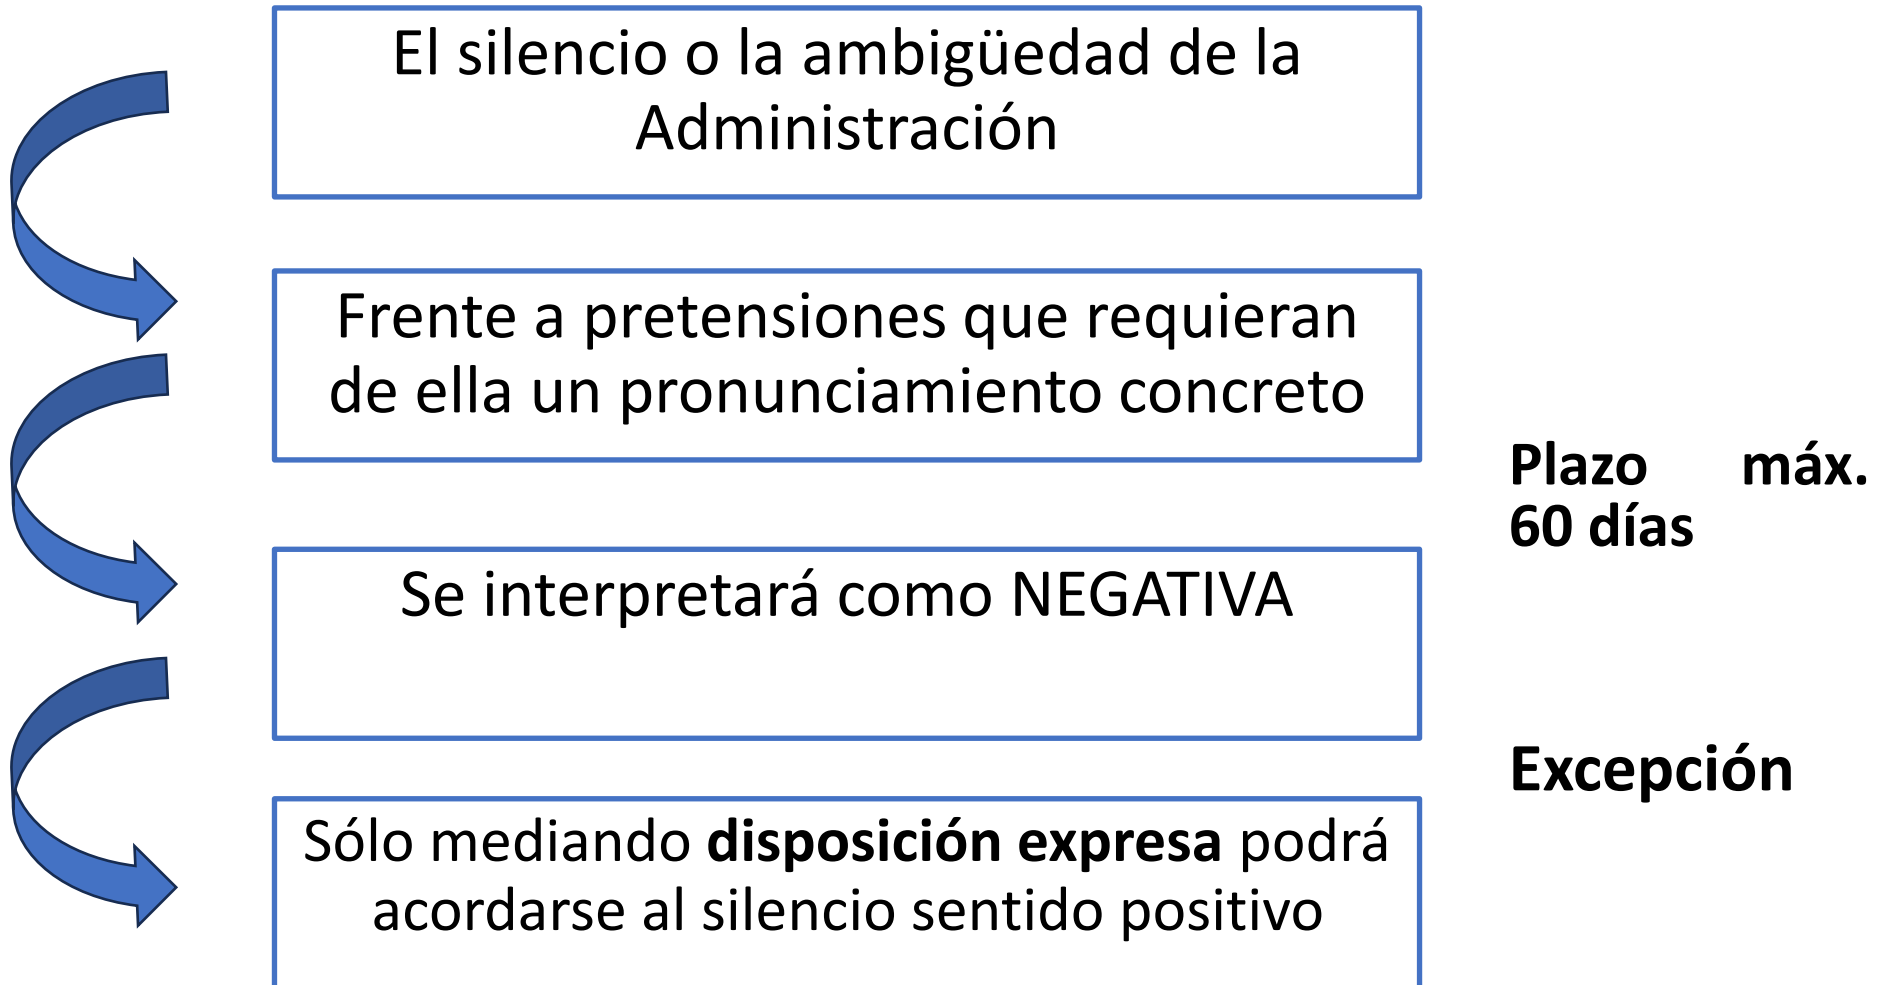 El silencio o la ambigüedad de la
Administración
Frente a pretensiones que requieran
de ella un pronunciamiento concreto
Plazo máx.
60 días
Se interpretará como NEGATIVA
Excepción
Sólo mediando disposición expresa podrá
acordarse al silencio sentido positivo